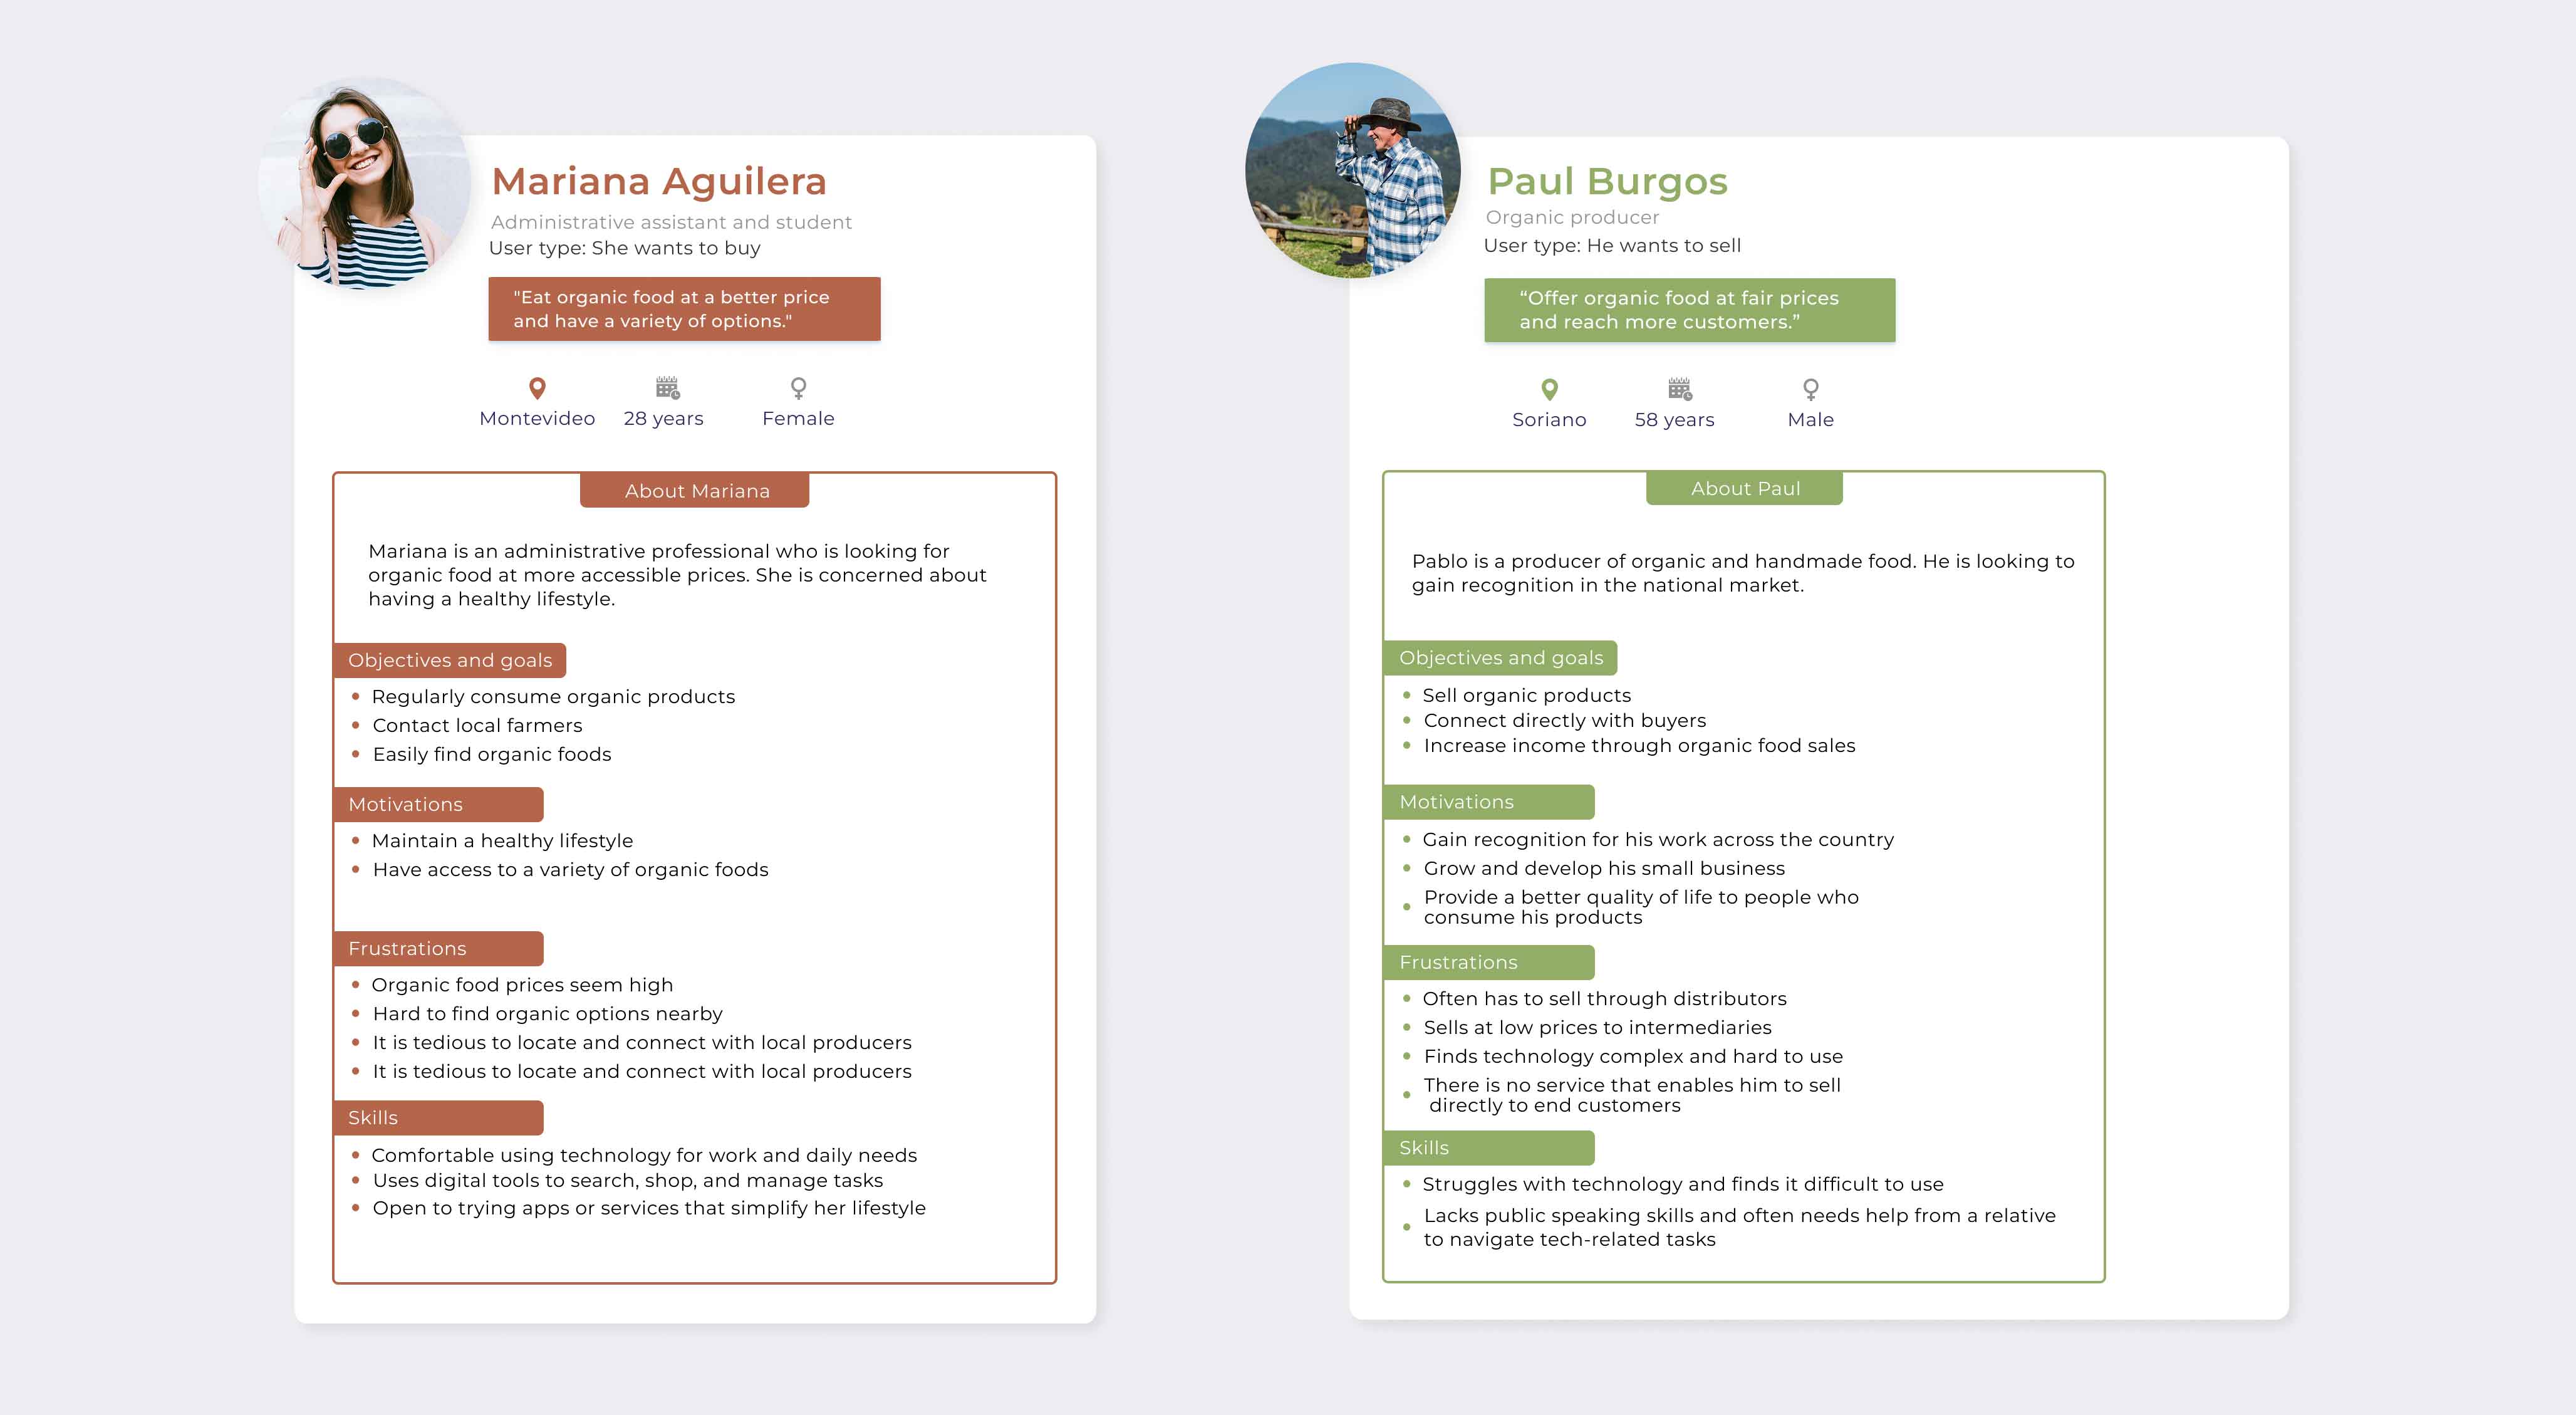 Mariana Aguilera
Administrative assistant and student
User type: She wants to buy
"Eat organic food at a better price
and have a variety of options."
Montevideo
28 years
Female
About Mariana
Mariana is an administrative professional who is looking for
organic food at more accessible prices. She is concerned about
having a healthy lifestyle.
Objectives and goals
Regularly consume organic products
Contact local farmers
Easily find organic foods
Motivations
Maintain a healthy lifestyle
Have access to a variety of organic foods
Frustrations
Organic food prices seem high
Hard to find organic options nearby
It is tedious to locate and connect with local producers
It is tedious to locate and connect with local producers
Skills
Comfortable using technology for work and daily needs
Uses digital tools to search, shop, and manage tasks
Open to trying apps or services that simplify her lifestyle
Paul Burgos
Organic producer
User type: He wants to sell
“Offer organic food at fair prices
and reach more customers.”
Soriano
58 years
Male
About Paul
Pablo is a producer of organic and handmade food. He is looking to
gain recognition in the national market.
Objectives and goals
Sell organic products
Connect directly with buyers
Increase income through organic food sales
Motivations
Gain recognition for his work across the country
Grow and develop his small business
Provide a better quality of life to people who
consume his products
Frustrations
Often has to sell through distributors
Sells at low prices to intermediaries
Finds technology complex and hard to use
There is no service that enables him to sell
directly to end customers
Skills
Struggles with technology and finds it difficult to use
Lacks public speaking skills and often needs help from a relative
to navigate tech-related tasks